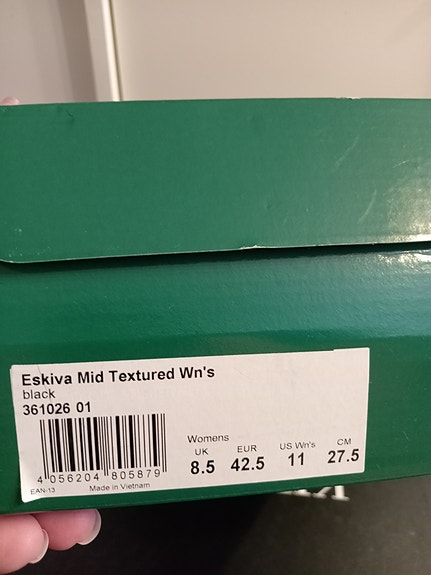 Eskiva Mid Textured Wn's
black
361026 01
Womens
UK EUR US Wn's CM
8.5 42.5 11 27.5
4 056204 805879
EAN-13 Made in Vietnam